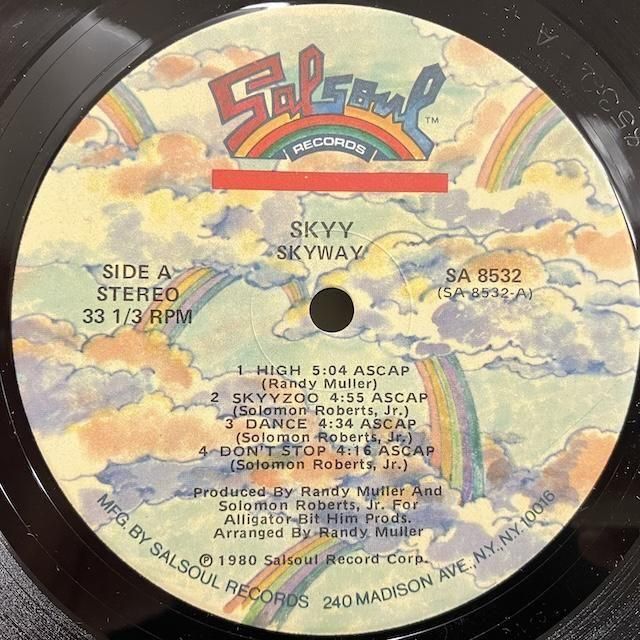 Salsoul™
RECORDS
SKYY
SKYWAY
SIDE A
STEREO
33 1/3 RPM
SA 8532
(SA-8532-A)
1 HIGH 5:04 ASCAP
(Randy Muller)
2 SKYYZOO 4:55 ASCAP
(Solomon Roberts, Jr.)
3 DANCE 4:34 ASCAP
(Solomon Roberts, Jr.)
4 DON'T STOP 4:16 ASCAP
(Solomon Roberts, Jr.)
Produced By Randy Muller And
Solomon Roberts, Jr. For
Alligator Bit Him Prods.
Arranged By Randy Muller
℗ 1980 Salsoul Record Corp.
MFG. BY SALSOUL RECORDS 240 MADISON AVE., N.Y., N.Y. 10016